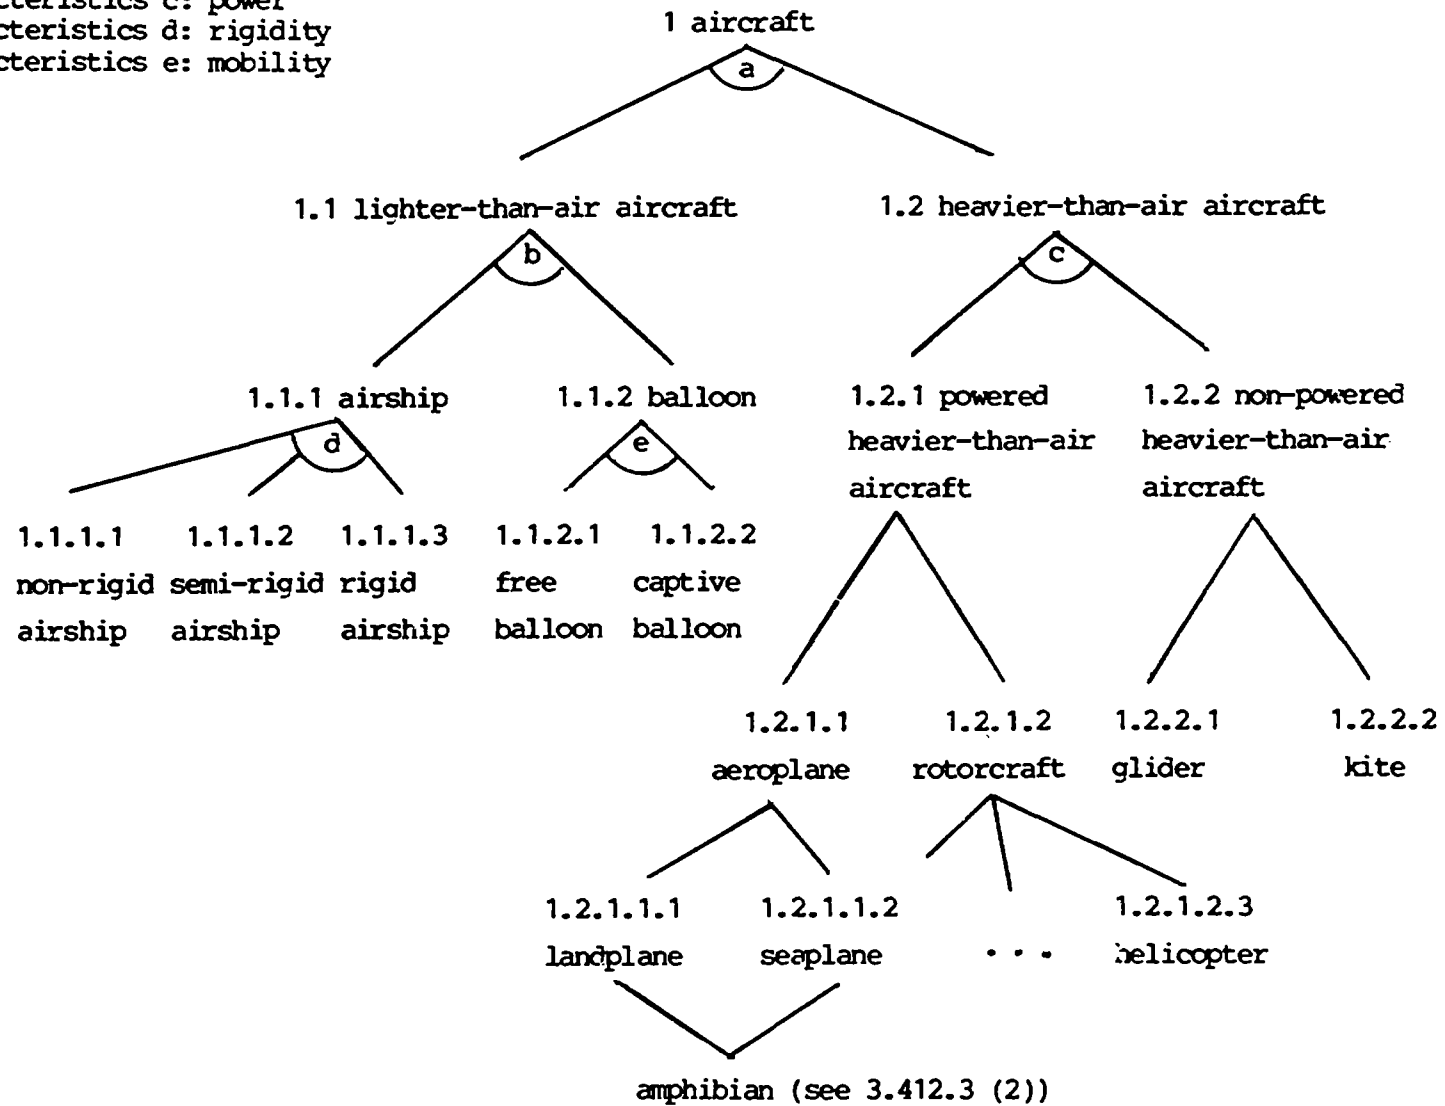 cteristics c: power
cteristics d: rigidity
cteristics e: mobility
1 aircraft
a
1.1 lighter-than-air aircraft
1.2 heavier-than-air aircraft
b
c
1.1.1 airship
1.1.2 balloon
1.2.1 powered
heavier-than-air
aircraft
1.2.2 non-powered
heavier-than-air
aircraft
d
e
1.1.1.1
non-rigid
airship
1.1.1.2
semi-rigid
airship
1.1.1.3
rigid
airship
1.1.2.1
free
balloon
1.1.2.2
captive
balloon
1.2.1.1
aeroplane
1.2.1.2
rotorcraft
1.2.2.1
glider
1.2.2.2
kite
1.2.1.1.1
landplane
1.2.1.1.2
seaplane
...
1.2.1.2.3
helicopter
amphibian (see 3.412.3 (2))